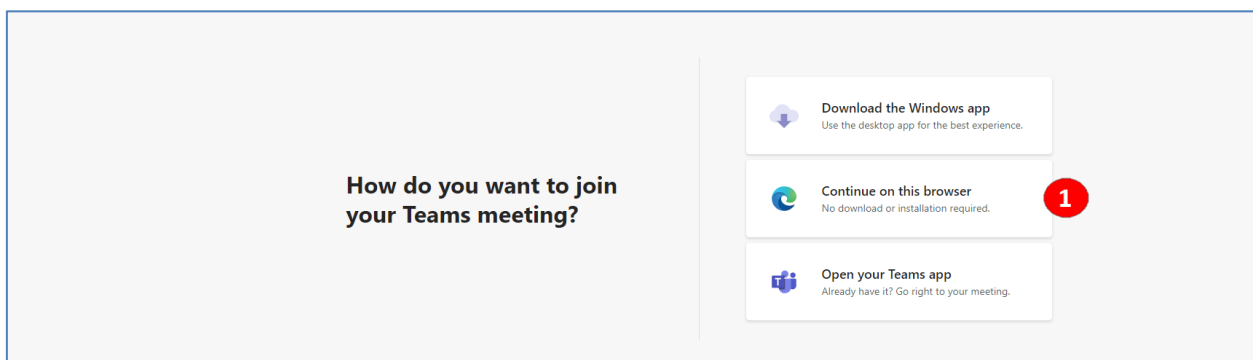 How do you want to join
your Teams meeting?
Download the Windows app
Use the desktop app for the best experience.
Continue on this browser
No download or installation required.
1
Open your Teams app
Already have it? Go right to your meeting.